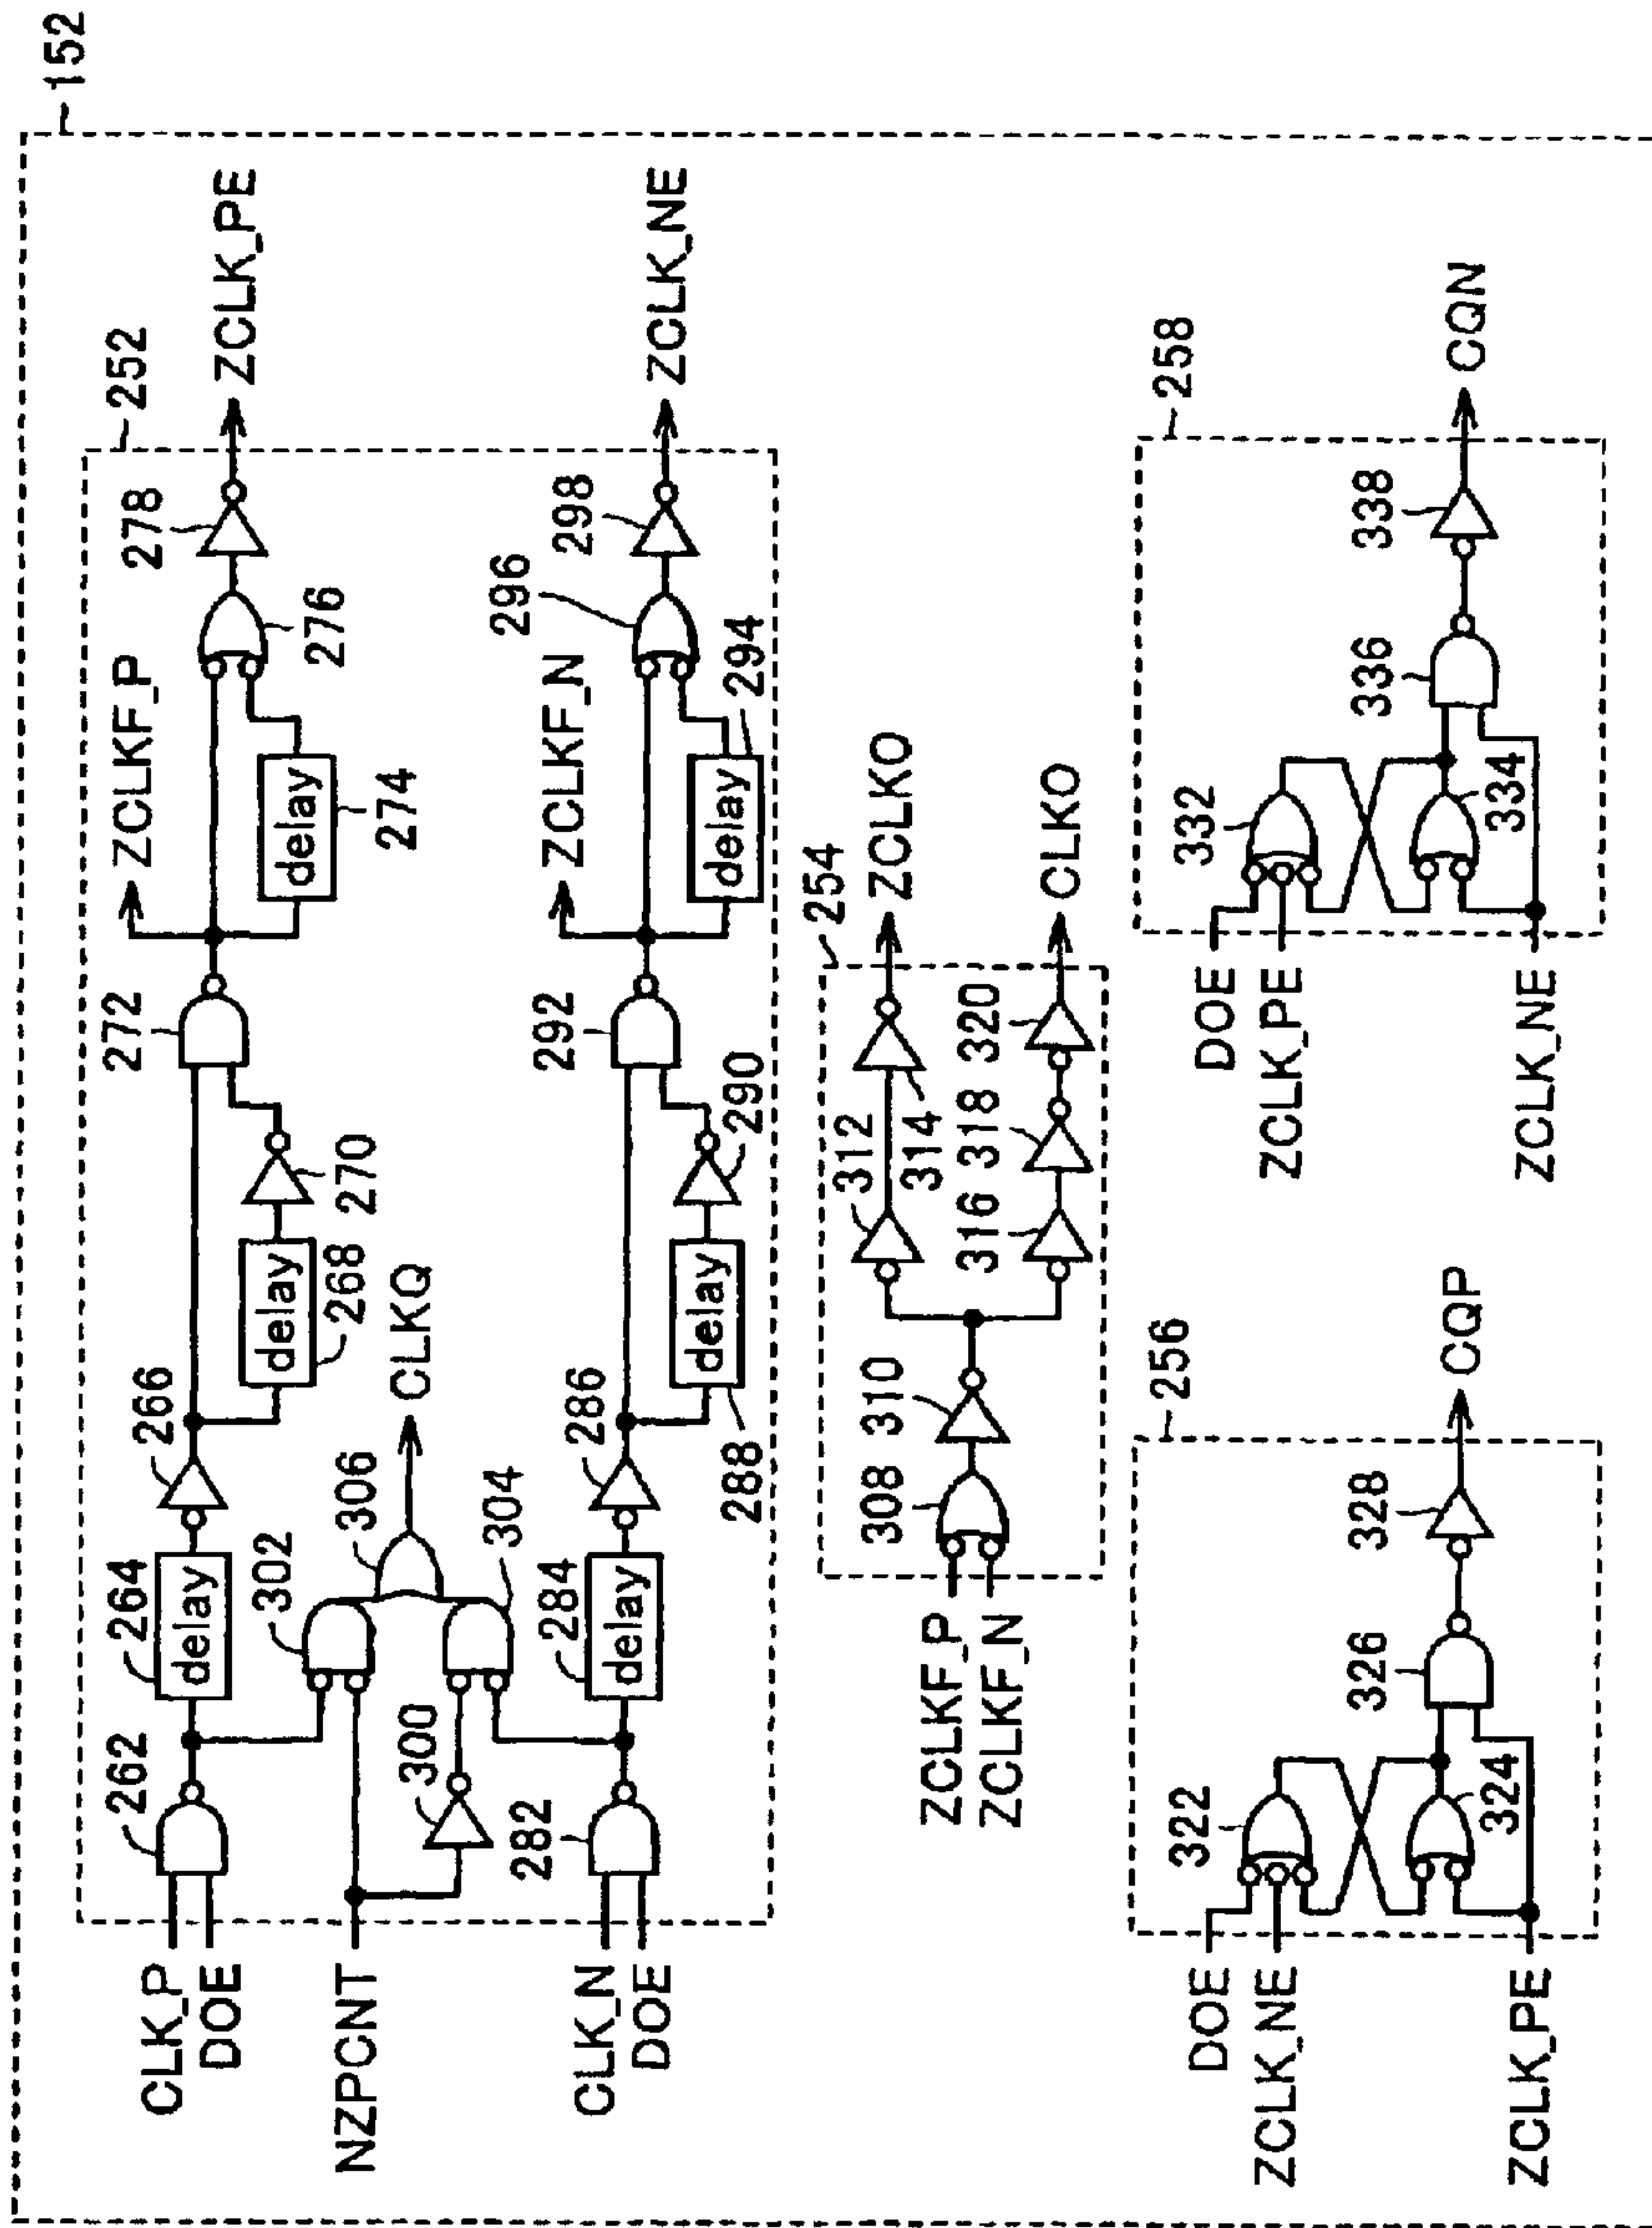 152
252
CLK_P
DOE
262
264
delay
266
268
delay
270
272
ZCLKF_P
274
delay
276
278
ZCLK_PE
NZPCNT
300
302
304
306
CLKQ
CLK_N
DOE
282
284
delay
286
288
delay
290
292
ZCLKF_N
294
delay
296
298
ZCLK_NE
254
ZCLKF_P
ZCLKF_N
308
310
312
314
ZCLKO
316
318
320
CLKO
256
DOE
ZCLK_NE
ZCLK_PE
322
324
326
328
CQP
258
DOE
ZCLK_PE
ZCLK_NE
332
334
336
338
CQN